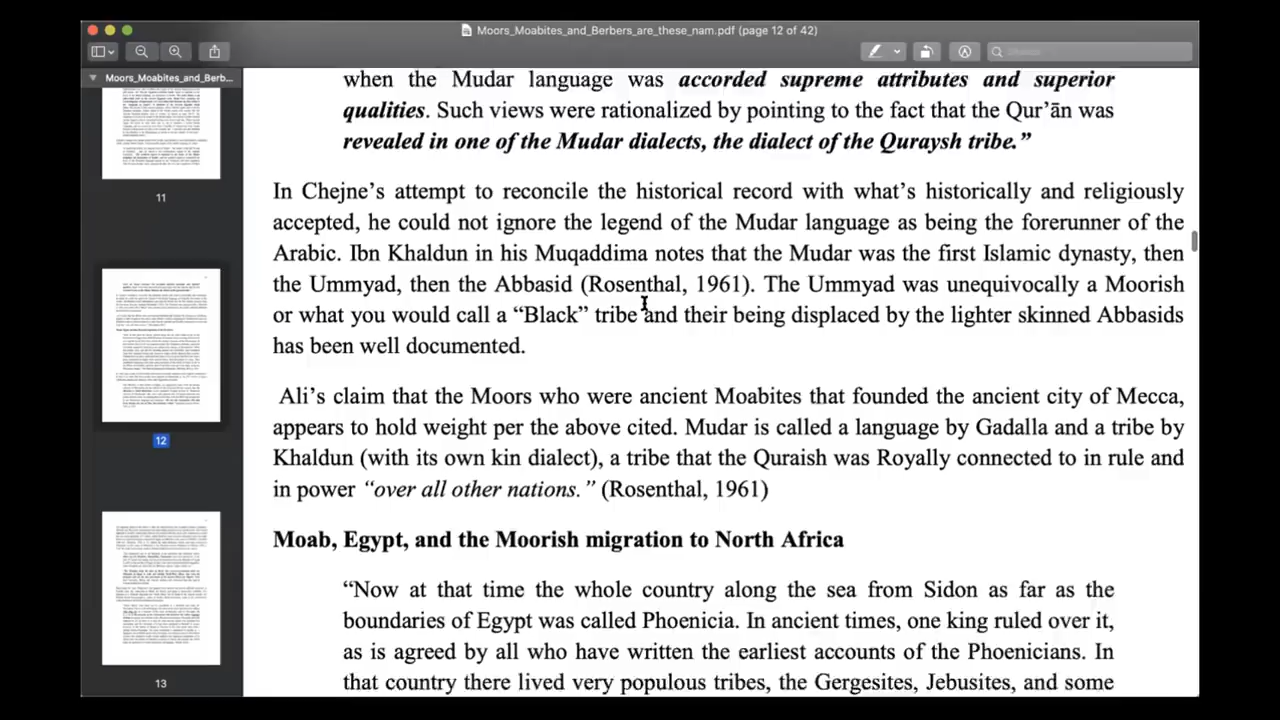 Moors_Moabites_and_Berbers_are_these_nam.pdf (page 12 of 42)
Search
Moors_Moabites_and_Berb...
11
12
13
when the Mudar language was accorded supreme attributes and superior
qualities. Such views were rationalized by pointing to the fact that the Qur’an was
revealed in one of the Mudar dialects, the dialect of the Quraysh tribe.”
In Chejne’s attempt to reconcile the historical record with what’s historically and religiously
accepted, he could not ignore the legend of the Mudar language as being the forerunner of the
Arabic. Ibn Khaldun in his Muqaddima notes that the Mudar was the first Islamic dynasty, then
the Ummyad, then the Abbasid (Rosenthal, 1961). The Ummyad was unequivocally a Moorish
or what you would call a “Black” tribe and their being displaced by the lighter skinned Abbasids
has been well documented.
Ali’s claim that the Moors who were ancient Moabites that founded the ancient city of Mecca,
appears to hold weight per the above cited. Mudar is called a language by Gadalla and a tribe by
Khaldun (with its own kin dialect), a tribe that the Quraish was Royally connected to in rule and
in power “over all other nations.” (Rosenthal, 1961)
Moab, Egypt, and the Moors migration to North Africa
“Now at that time the whole country along the sea from Sidon as far as the
boundaries of Egypt was called Phoenicia. In ancient times, one king ruled over it,
as is agreed by all who have written the earliest accounts of the Phoenicians. In
that country there lived very populous tribes, the Gergesites, Jebusites, and some